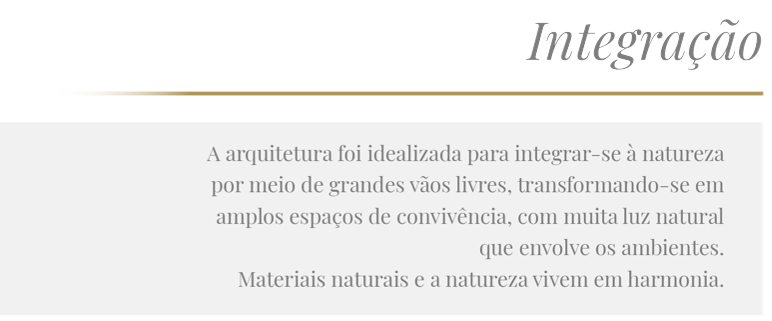 Integração
A arquitetura foi idealizada para integrar-se à natureza
por meio de grandes vãos livres, transformando-se em
amplos espaços de convivência, com muita luz natural
que envolve os ambientes.
Materiais naturais e a natureza vivem em harmonia.